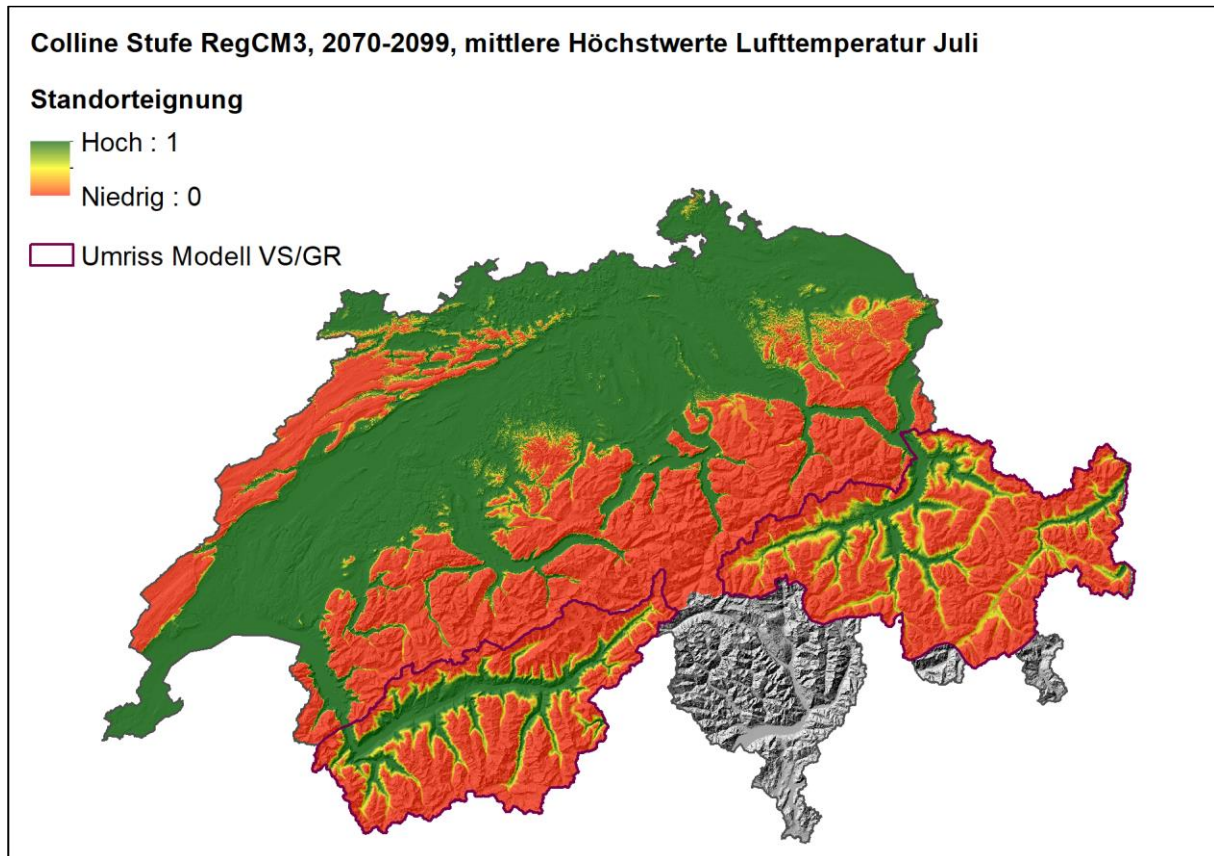 Colline Stufe RegCM3, 2070-2099, mittlere Höchstwerte Lufttemperatur Juli
Standorteignung
Hoch : 1
Niedrig : 0
Umriss Modell VS/GR